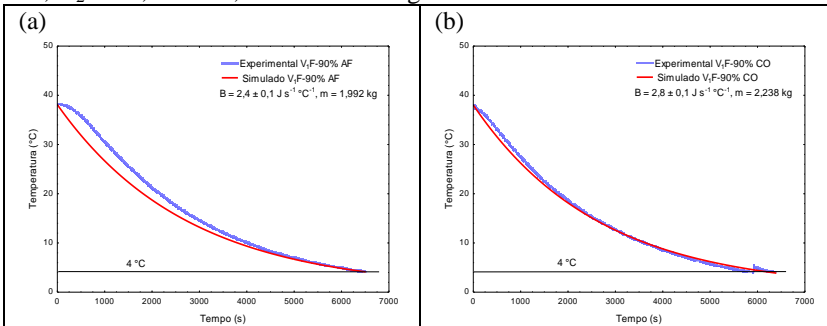 (a)
50
40
30
20
10
0
0 1000 2000 3000 4000 5000 6000 7000
Temperatura (°C)
Tempo (s)
Experimental V₁F-90% AF
Simulado V₁F-90% AF
B = 2,4 ± 0,1 J s⁻¹ °C⁻¹, m = 1,992 kg
4 °C
(b)
50
40
30
20
10
0
0 1000 2000 3000 4000 5000 6000 7000
Temperatura (°C)
Tempo (s)
Experimental V₁F-90% CO
Simulado V₁F-90% CO
B = 2,8 ± 0,1 J s⁻¹ °C⁻¹, m = 2,238 kg
4 °C